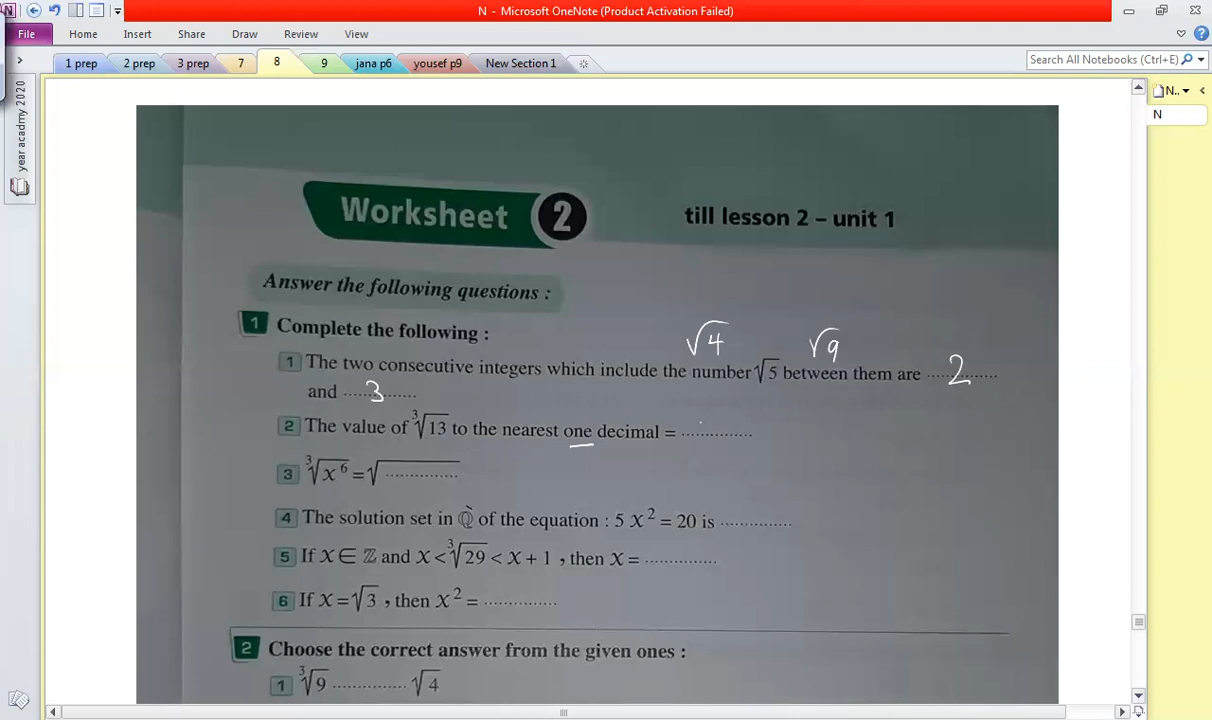 N - Microsoft OneNote (Product Activation Failed)
File Home Insert Share Draw Review View
1 prep 2 prep 3 prep 7 8 9 jana p6 yousef p9 New Section 1
Search All Notebooks (Ctrl+E)
N..
N
year acadmy 2020
Worksheet 2
till lesson 2 – unit 1
Answer the following questions :
1 Complete the following :
√4 √9
1 The two consecutive integers which include the number √5 between them are ........2........
and ......3........
2 The value of ∛13 to the nearest one decimal = ...............
3 ∛x⁶ = √...............
4 The solution set in ℚ̀ of the equation : 5 x² = 20 is ...............
5 If x ∈ ℤ and x < ∛29 < x + 1 , then x = ...............
6 If x = √3 , then x² = ...............
2 Choose the correct answer from the given ones :
1 ∛9 ............... √4